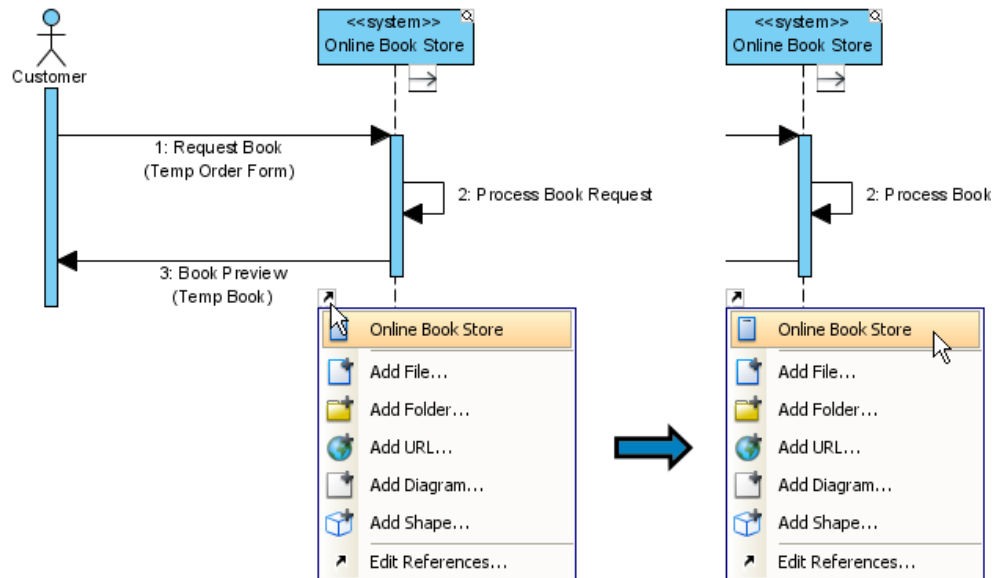 <<system>>
Online Book Store
Customer
1: Request Book
(Temp Order Form)
2: Process Book Request
3: Book Preview
(Temp Book)
Online Book Store
Add File...
Add Folder...
Add URL...
Add Diagram...
Add Shape...
Edit References...
<<system>>
Online Book Store
2: Process Book
Online Book Store
Add File...
Add Folder...
Add URL...
Add Diagram...
Add Shape...
Edit References...